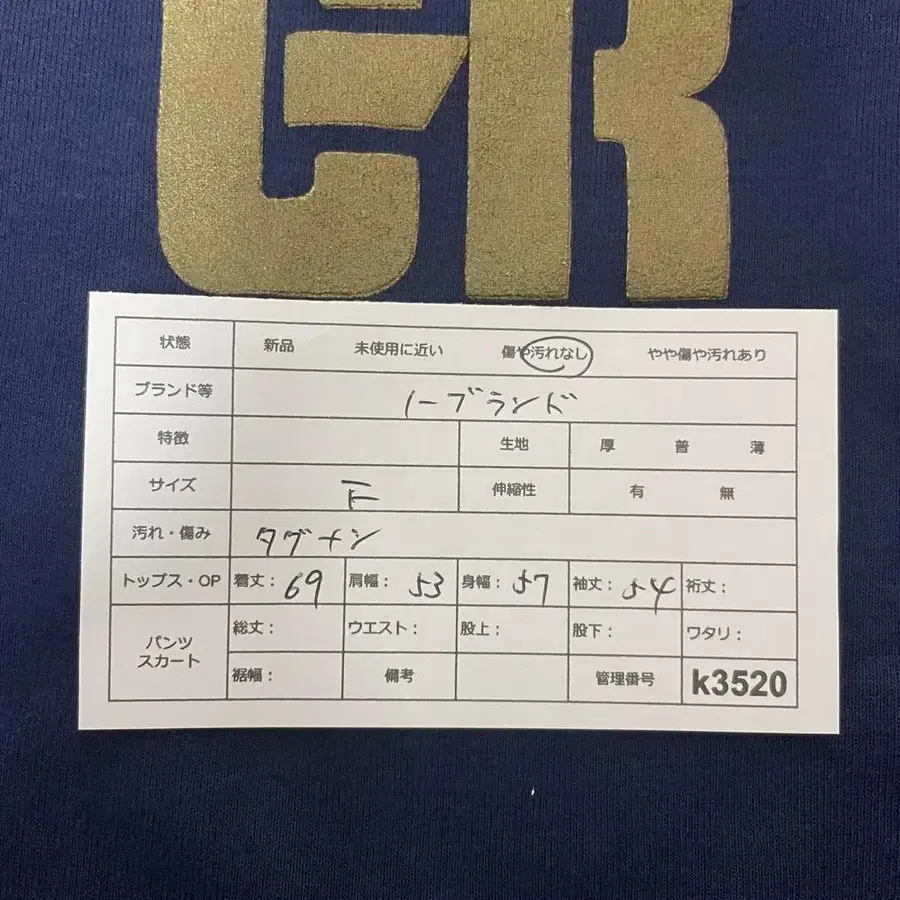 状態 新品 未使用に近い 傷や汚れなし やや傷や汚れあり
ブランド等 ノーブランド
特徴 生地 厚 普 薄
サイズ F 伸縮性 有 無
汚れ・傷み タグナシ
トップス・OP 着丈: 69 肩幅: 53 身幅: 57 袖丈: 54 裄丈:
パンツ スカート 総丈: ウエスト: 股上: 股下: ワタリ:
裾幅: 備考 管理番号 k3520